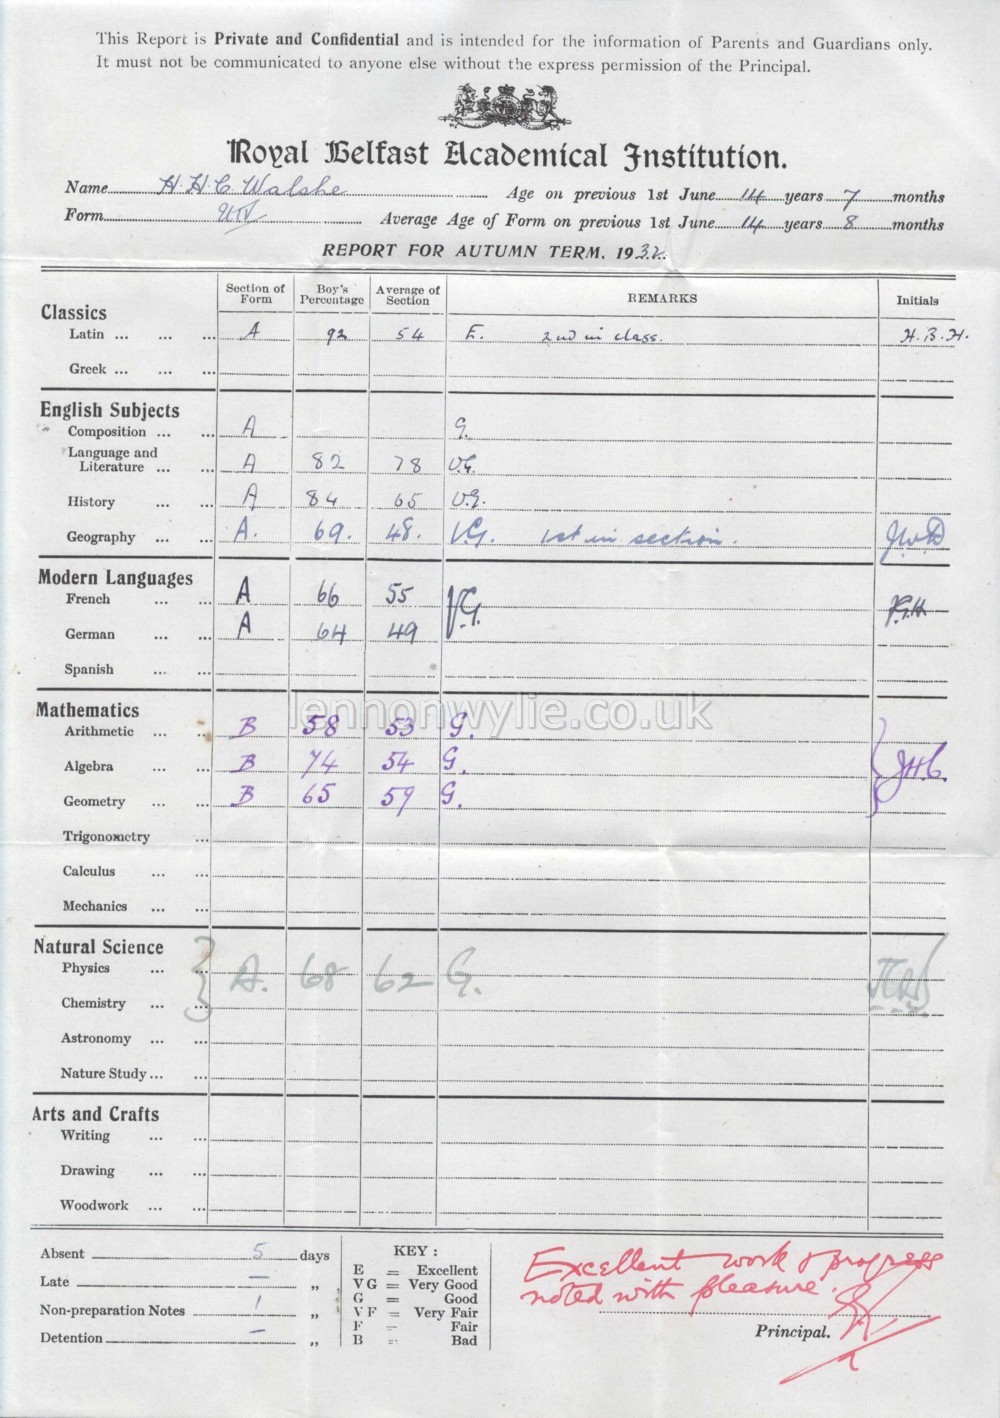 This Report is Private and Confidential and is intended for the information of Parents and Guardians only.
It must not be communicated to anyone else without the express permission of the Principal.
Royal Belfast Academical Institution.
Name H. H. C. Walshe Age on previous 1st June 14 years 7 months
Form UIV Average Age of Form on previous 1st June 14 years 8 months
REPORT FOR AUTUMN TERM, 1932.
Section of Form Boy's Percentage Average of Section REMARKS Initials
Classics
Latin ... ... ... A 92 54 E. 2nd in class. H.B.H.
Greek ... ... ...
English Subjects
Composition ... ... A G.
Language and
Literature ... ... A 82 78 V.G.
History ... ... A 84 65 V.G.
Geography ... ... A. 69. 48. V.G. 1st in section. J.W.D
Modern Languages
French ... ... A 66 55 V.G.
German ... ... A 64 49
Spanish ... ...
lennonwylie.co.uk
Mathematics
Arithmetic ... ... B 58 53 G.
Algebra ... ... B 74 54 G. J.H.C.
Geometry ... ... B 65 59 G.
Trigonometry ...
Calculus ... ...
Mechanics ... ...
Natural Science
Physics ... ... A. 68 62 G.
Chemistry ... ...
Astronomy ... ...
Nature Study ... ...
Arts and Crafts
Writing ... ...
Drawing ... ...
Woodwork ... ...
Absent 5 days
Late — „
Non-preparation Notes 1 „
Detention — „
KEY :
E = Excellent
VG = Very Good
G = Good
VF = Very Fair
F = Fair
B = Bad
Excellent work & progress
noted with pleasure.
Principal.